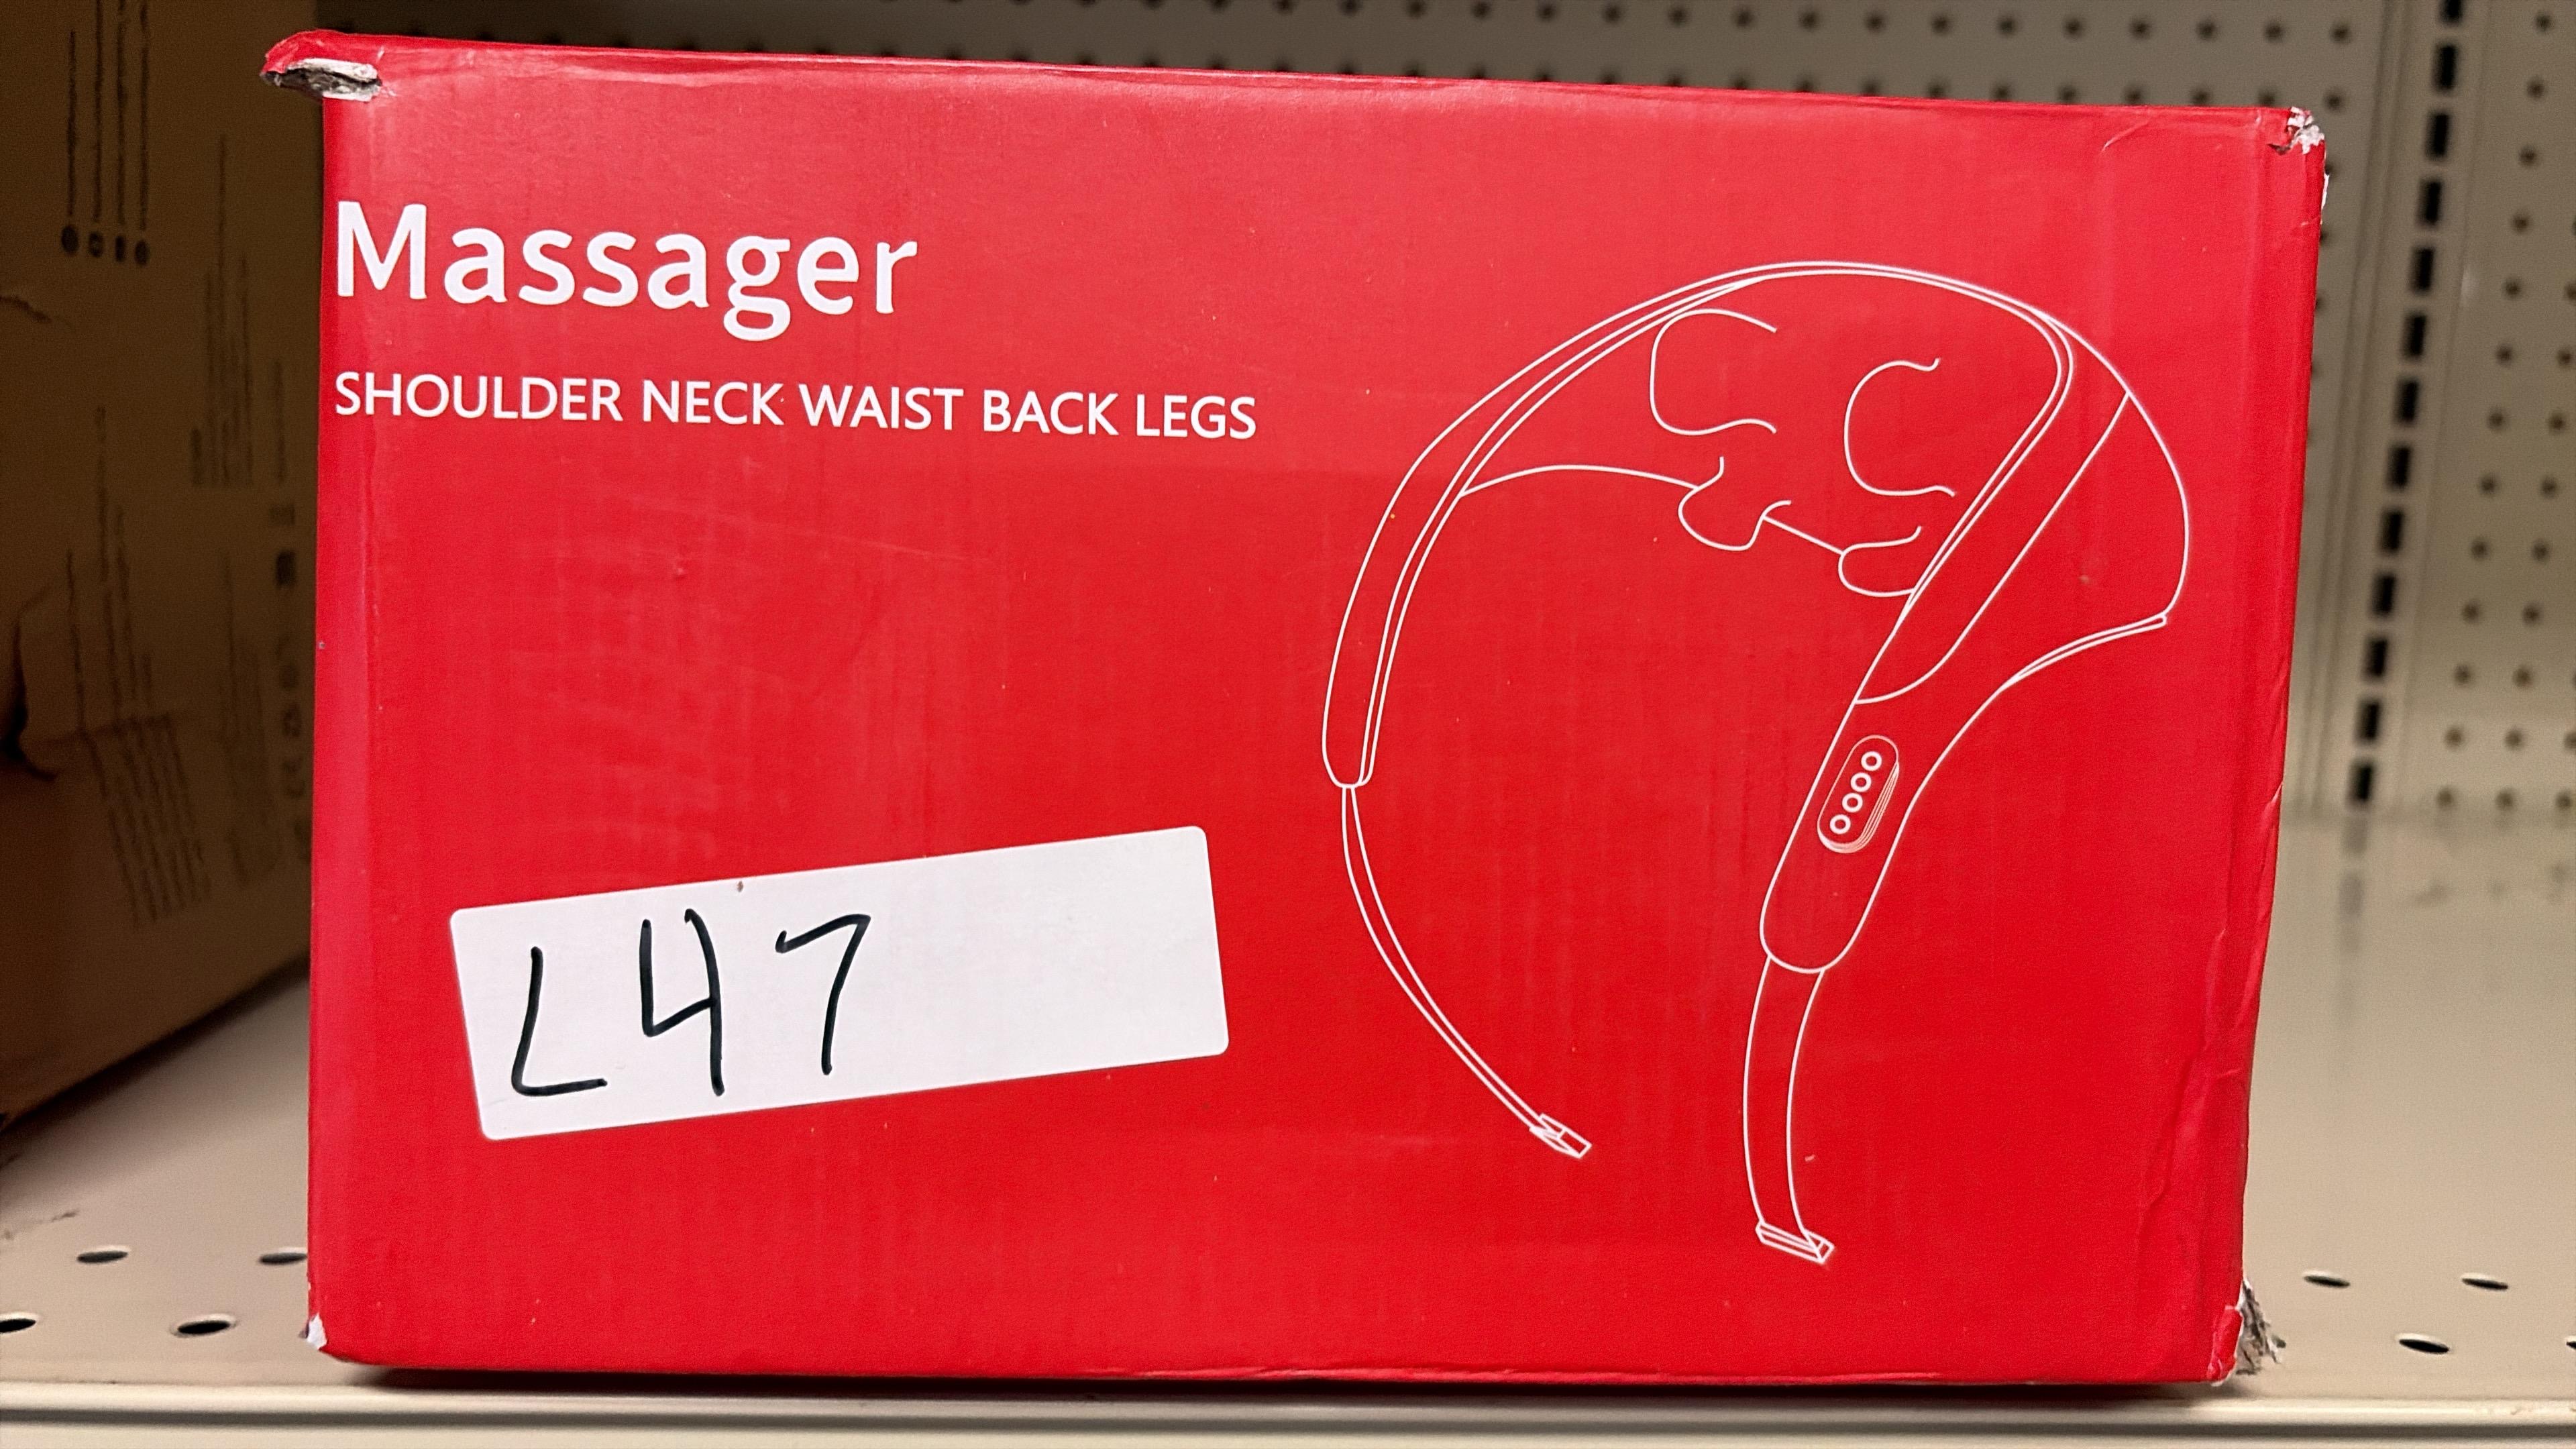 Massager
SHOULDER NECK WAIST BACK LEGS
L47